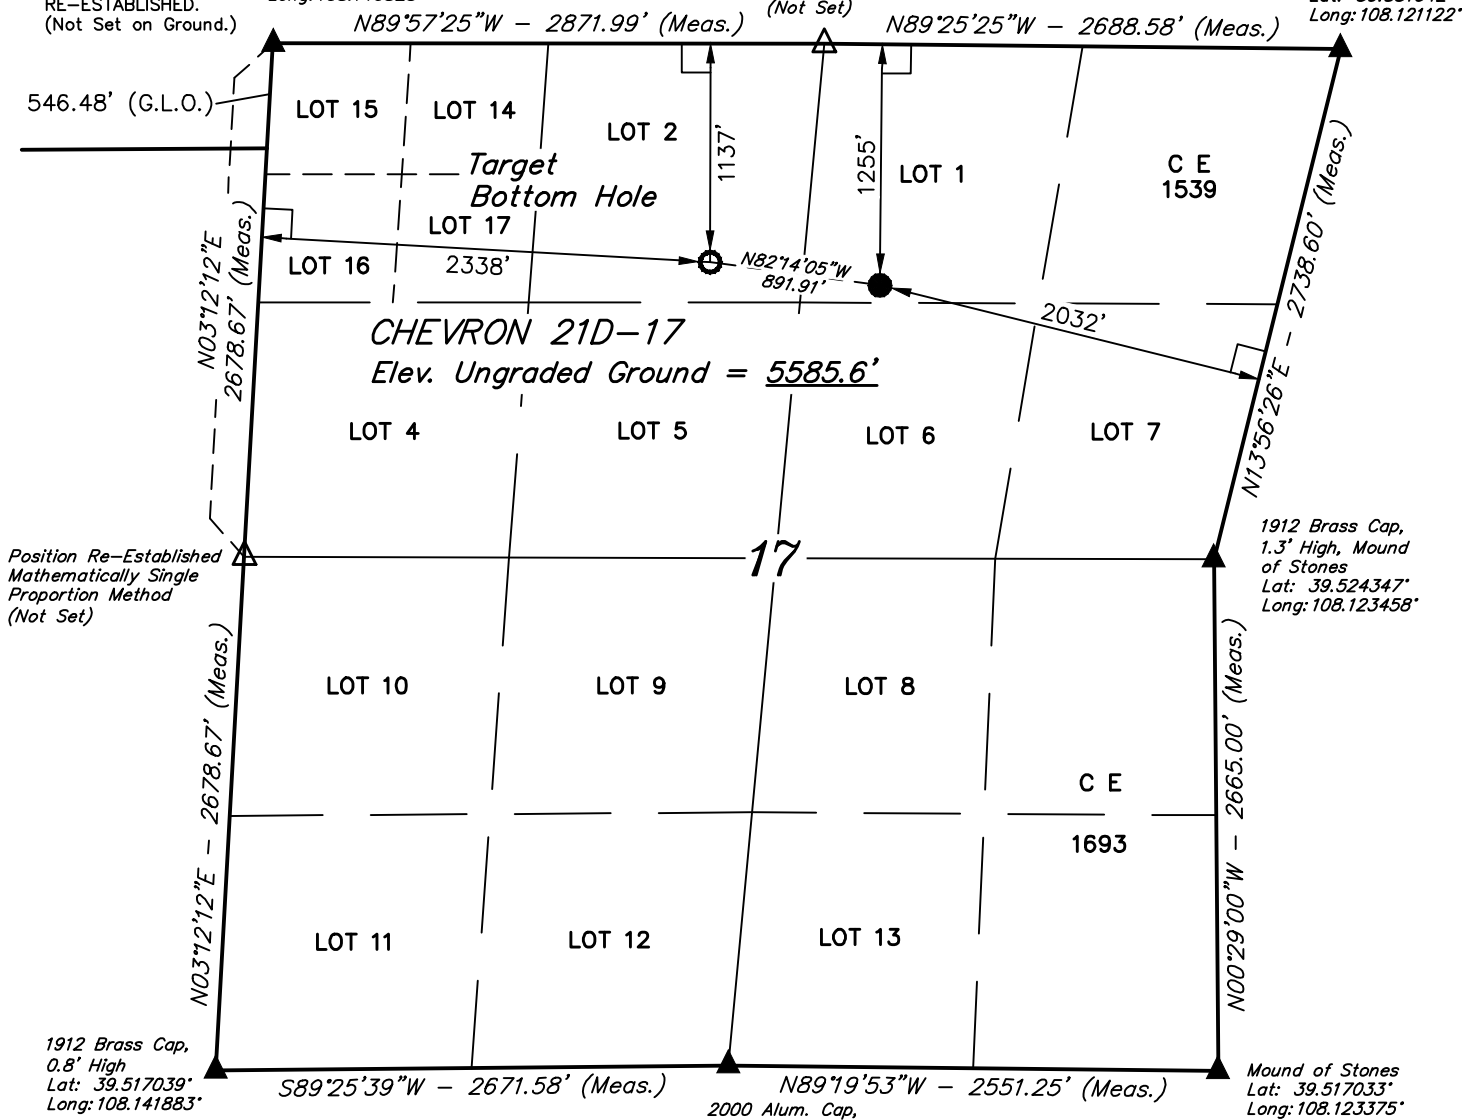 RE-ESTABLISHED.
(Not Set on Ground.)
(Not Set)
Long: 108.121122°
N89°57'25"W - 2871.99' (Meas.)
N89°25'25"W - 2688.58' (Meas.)
546.48' (G.L.O.)
LOT 15
LOT 14
LOT 2
1137'
1255'
LOT 1
C E
1539
Target
Bottom Hole
LOT 17
LOT 16
2338'
N82°14'05"W
891.91'
2032'
N03°12'12"E
2678.67' (Meas.)
N13°56'26"E - 2738.60' (Meas.)
CHEVRON 21D-17
Elev. Ungraded Ground = 5585.6'
LOT 4
LOT 5
LOT 6
LOT 7
Position Re-Established
Mathematically Single
Proportion Method
(Not Set)
17
1912 Brass Cap,
1.3' High, Mound
of Stones
Lat: 39.524347°
Long: 108.123458°
N03°12'12"E - 2678.67' (Meas.)
LOT 10
LOT 9
LOT 8
C E
1693
N00°29'00"W - 2665.00' (Meas.)
LOT 11
LOT 12
LOT 13
1912 Brass Cap,
0.8' High
Lat: 39.517039°
Long: 108.141883°
S89°25'39"W - 2671.58' (Meas.)
N89°19'53"W - 2551.25' (Meas.)
2000 Alum. Cap,
Mound of Stones
Lat: 39.517033°
Long: 108.123375°